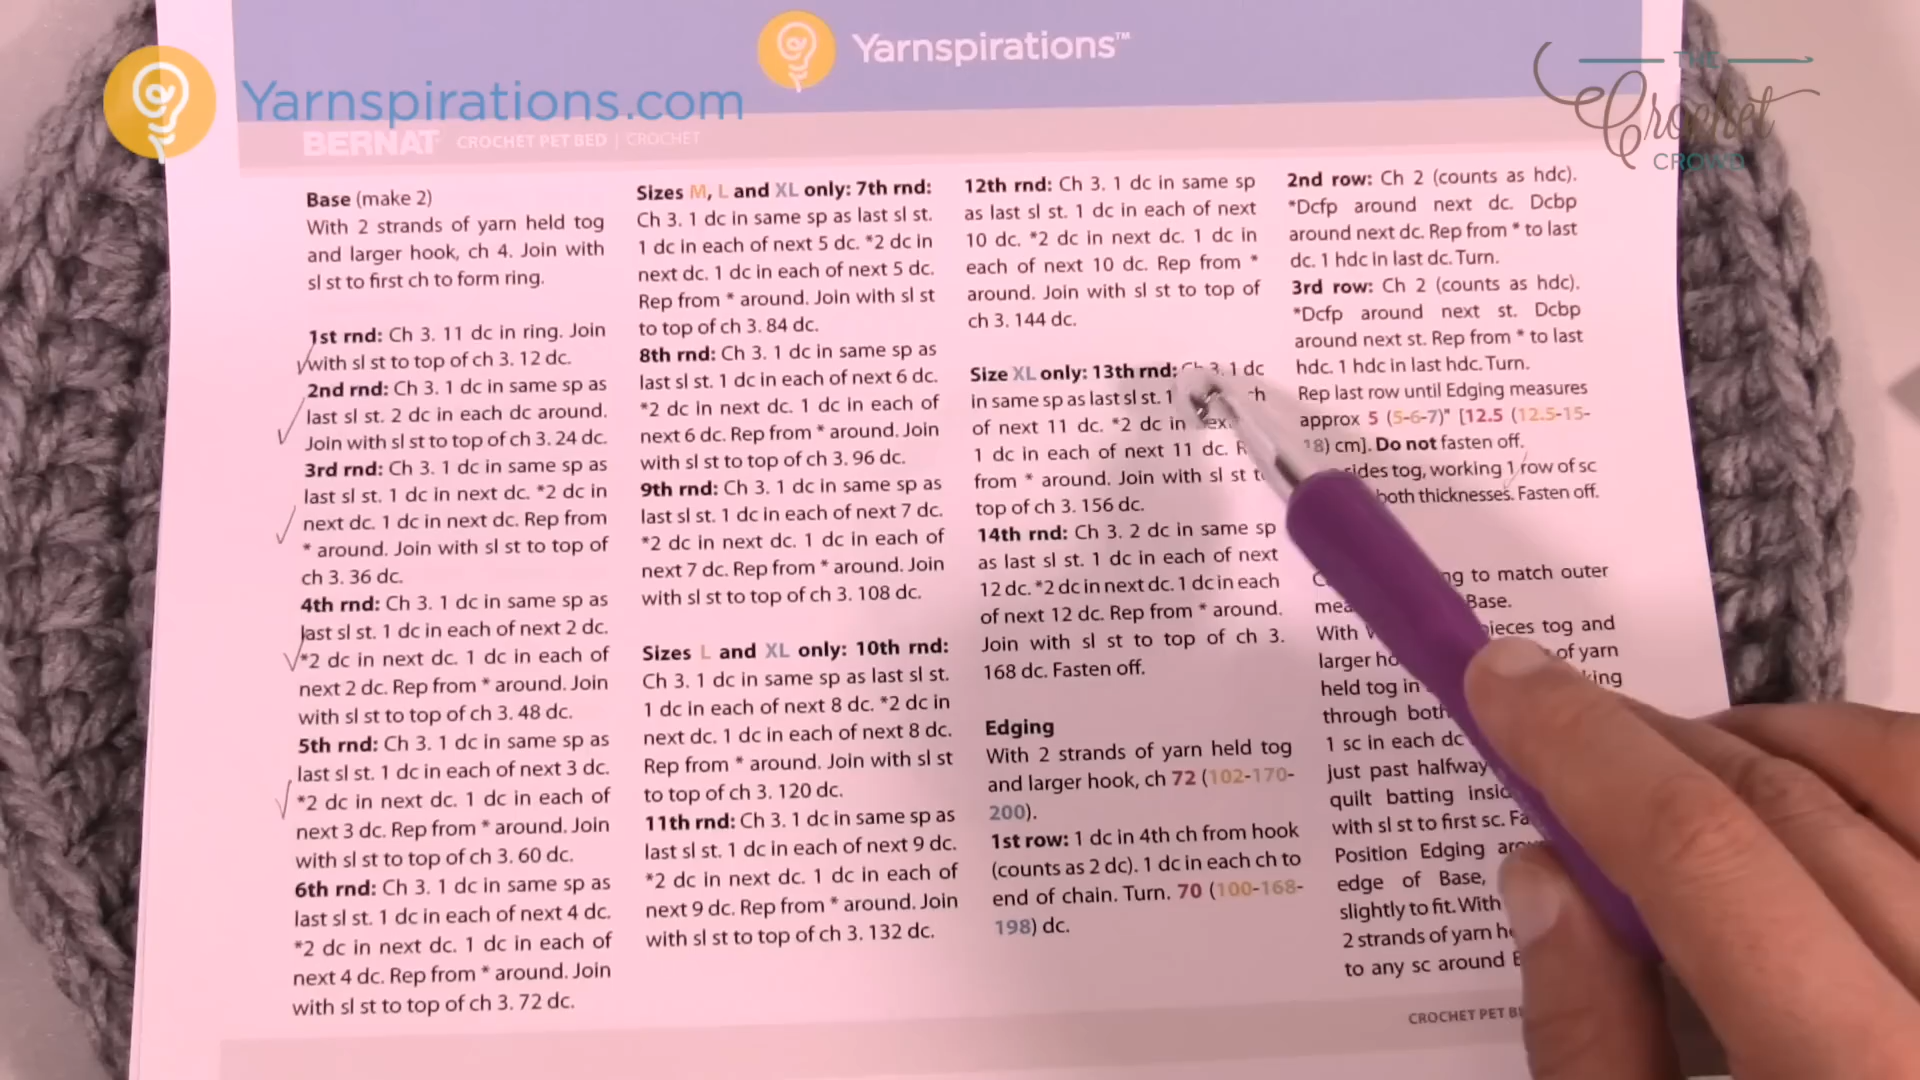 Yarnspirations™
Yarnspirations.com
THE
Crochet
CROWD
BERNAT CROCHET PET BED | CROCHET
Base (make 2)
With 2 strands of yarn held tog
and larger hook, ch 4. Join with
sl st to first ch to form ring.
1st rnd: Ch 3. 11 dc in ring. Join
with sl st to top of ch 3. 12 dc.
2nd rnd: Ch 3. 1 dc in same sp as
last sl st. 2 dc in each dc around.
Join with sl st to top of ch 3. 24 dc.
3rd rnd: Ch 3. 1 dc in same sp as
last sl st. 1 dc in next dc. *2 dc in
next dc. 1 dc in next dc. Rep from
* around. Join with sl st to top of
ch 3. 36 dc.
4th rnd: Ch 3. 1 dc in same sp as
last sl st. 1 dc in each of next 2 dc.
*2 dc in next dc. 1 dc in each of
next 2 dc. Rep from * around. Join
with sl st to top of ch 3. 48 dc.
5th rnd: Ch 3. 1 dc in same sp as
last sl st. 1 dc in each of next 3 dc.
*2 dc in next dc. 1 dc in each of
next 3 dc. Rep from * around. Join
with sl st to top of ch 3. 60 dc.
6th rnd: Ch 3. 1 dc in same sp as
last sl st. 1 dc in each of next 4 dc.
*2 dc in next dc. 1 dc in each of
next 4 dc. Rep from * around. Join
with sl st to top of ch 3. 72 dc.
Sizes M, L and XL only: 7th rnd:
Ch 3. 1 dc in same sp as last sl st.
1 dc in each of next 5 dc. *2 dc in
next dc. 1 dc in each of next 5 dc.
Rep from * around. Join with sl st
to top of ch 3. 84 dc.
8th rnd: Ch 3. 1 dc in same sp as
last sl st. 1 dc in each of next 6 dc.
*2 dc in next dc. 1 dc in each of
next 6 dc. Rep from * around. Join
with sl st to top of ch 3. 96 dc.
9th rnd: Ch 3. 1 dc in same sp as
last sl st. 1 dc in each of next 7 dc.
*2 dc in next dc. 1 dc in each of
next 7 dc. Rep from * around. Join
with sl st to top of ch 3. 108 dc.
Sizes L and XL only: 10th rnd:
Ch 3. 1 dc in same sp as last sl st.
1 dc in each of next 8 dc. *2 dc in
next dc. 1 dc in each of next 8 dc.
Rep from * around. Join with sl st
to top of ch 3. 120 dc.
11th rnd: Ch 3. 1 dc in same sp as
last sl st. 1 dc in each of next 9 dc.
*2 dc in next dc. 1 dc in each of
next 9 dc. Rep from * around. Join
with sl st to top of ch 3. 132 dc.
12th rnd: Ch 3. 1 dc in same sp
as last sl st. 1 dc in each of next
10 dc. *2 dc in next dc. 1 dc in
each of next 10 dc. Rep from *
around. Join with sl st to top of
ch 3. 144 dc.
Size XL only: 13th rnd: Ch 3. 1 dc
in same sp as last sl st. 1
of next 11 dc. *2 dc in
1 dc in each of next 11 dc.
from * around. Join with sl st
top of ch 3. 156 dc.
14th rnd: Ch 3. 2 dc in same sp
as last sl st. 1 dc in each of next
12 dc. *2 dc in next dc. 1 dc in each
of next 12 dc. Rep from * around.
Join with sl st to top of ch 3.
168 dc. Fasten off.
Edging
With 2 strands of yarn held tog
and larger hook, ch 72 (102-170-
200).
1st row: 1 dc in 4th ch from hook
(counts as 2 dc). 1 dc in each ch to
end of chain. Turn. 70 (100-168-
198) dc.
2nd row: Ch 2 (counts as hdc).
*Dcfp around next dc. Dcbp
around next dc. Rep from * to last
dc. 1 hdc in last dc. Turn.
3rd row: Ch 2 (counts as hdc).
*Dcfp around next st. Dcbp
around next st. Rep from * to last
hdc. 1 hdc in last hdc. Turn.
Rep last row until Edging measures
approx 5 (5-6-7)" [12.5 (12.5-15-
18) cm]. Do not fasten off.
sides tog, working 1 row of sc
both thicknesses. Fasten off.
to match outer
Base.
With pieces tog and
larger of yarn
held tog in
through both
1 sc in each dc
just past halfway
quilt batting
with sl st to first sc.
Position Edging
edge of Base,
slightly to fit. With
2 strands of yarn
to any sc around
CROCHET PET